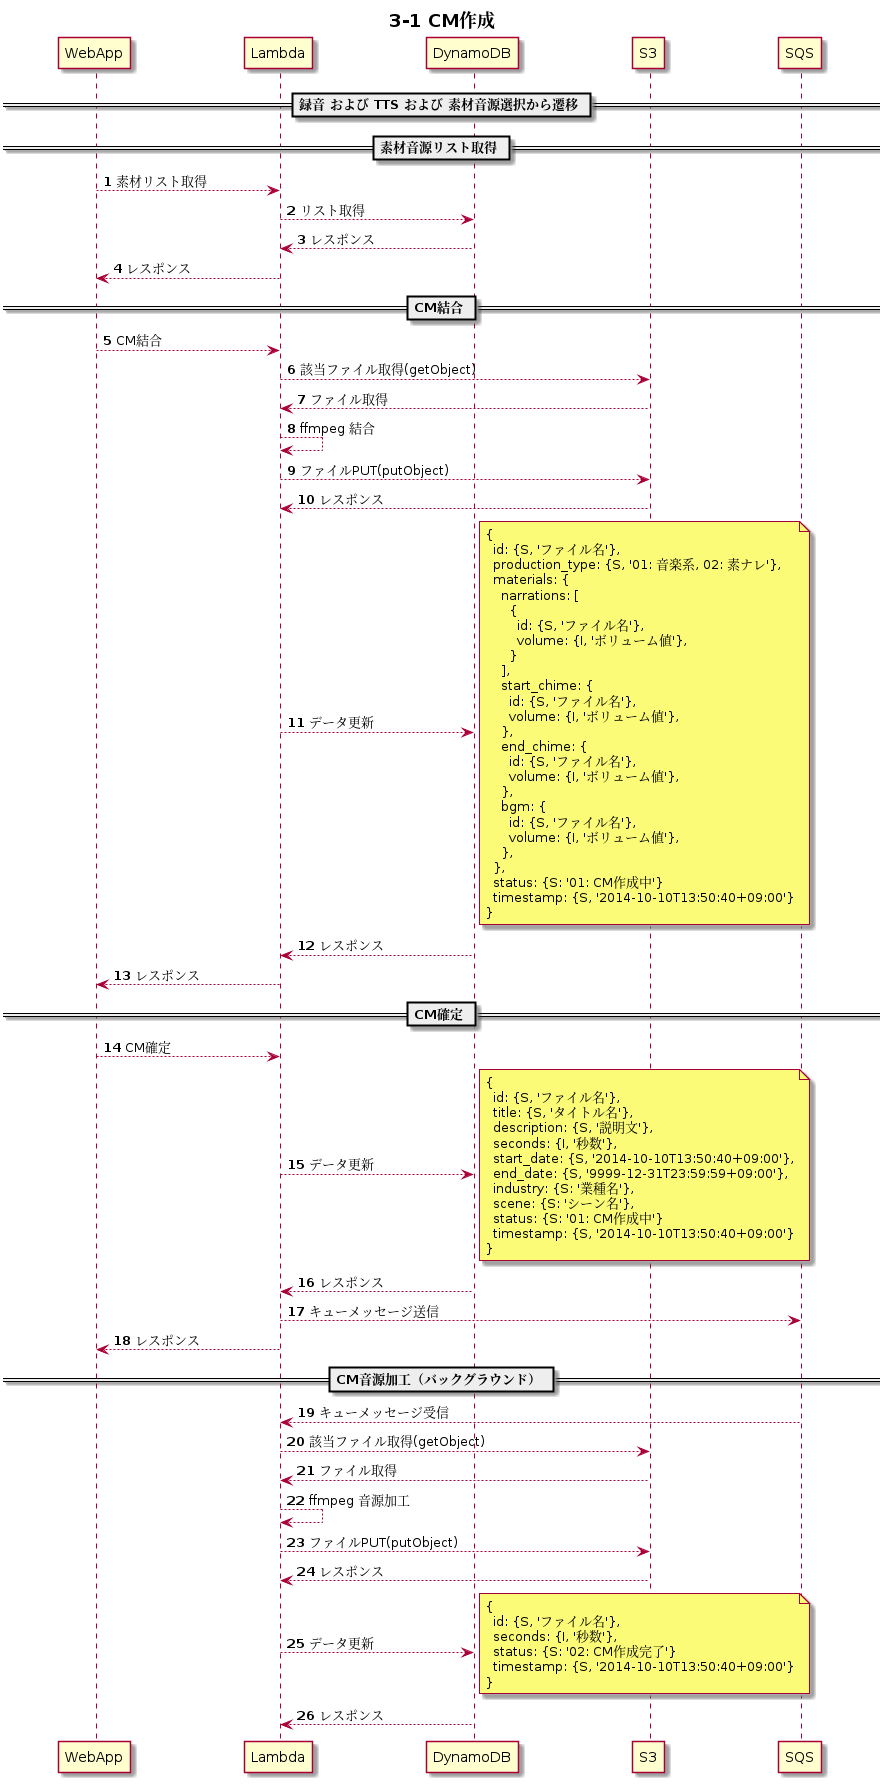 3-1 CM作成
WebApp
Lambda
DynamoDB
S3
SQS
録音 および TTS および 素材音源選択から遷移
素材音源リスト取得
1 素材リスト取得
2 リスト取得
3 レスポンス
4 レスポンス
CM結合
5 CM結合
6 該当ファイル取得(getObject)
7 ファイル取得
8 ffmpeg 結合
9 ファイルPUT(putObject)
10 レスポンス
{
id: {S, 'ファイル名'},
production_type: {S, '01: 音楽系, 02: 素ナレ'},
materials: {
narrations: [
{
id: {S, 'ファイル名'},
volume: {I, 'ボリューム値'},
}
],
start_chime: {
id: {S, 'ファイル名'},
volume: {I, 'ボリューム値'},
},
end_chime: {
id: {S, 'ファイル名'},
volume: {I, 'ボリューム値'},
},
bgm: {
id: {S, 'ファイル名'},
volume: {I, 'ボリューム値'},
},
},
status: {S: '01: CM作成中'}
timestamp: {S, '2014-10-10T13:50:40+09:00'}
}
11 データ更新
12 レスポンス
13 レスポンス
CM確定
14 CM確定
{
id: {S, 'ファイル名'},
title: {S, 'タイトル名'},
description: {S, '説明文'},
seconds: {I, '秒数'},
start_date: {S, '2014-10-10T13:50:40+09:00'},
end_date: {S, '9999-12-31T23:59:59+09:00'},
industry: {S: '業種名'},
scene: {S: 'シーン名'},
status: {S: '01: CM作成中'}
timestamp: {S, '2014-10-10T13:50:40+09:00'}
}
15 データ更新
16 レスポンス
17 キューメッセージ送信
18 レスポンス
CM音源加工（バックグラウンド）
19 キューメッセージ受信
20 該当ファイル取得(getObject)
21 ファイル取得
22 ffmpeg 音源加工
23 ファイルPUT(putObject)
24 レスポンス
{
id: {S, 'ファイル名'},
seconds: {I, '秒数'},
status: {S: '02: CM作成完了'}
timestamp: {S, '2014-10-10T13:50:40+09:00'}
}
25 データ更新
26 レスポンス
WebApp
Lambda
DynamoDB
S3
SQS